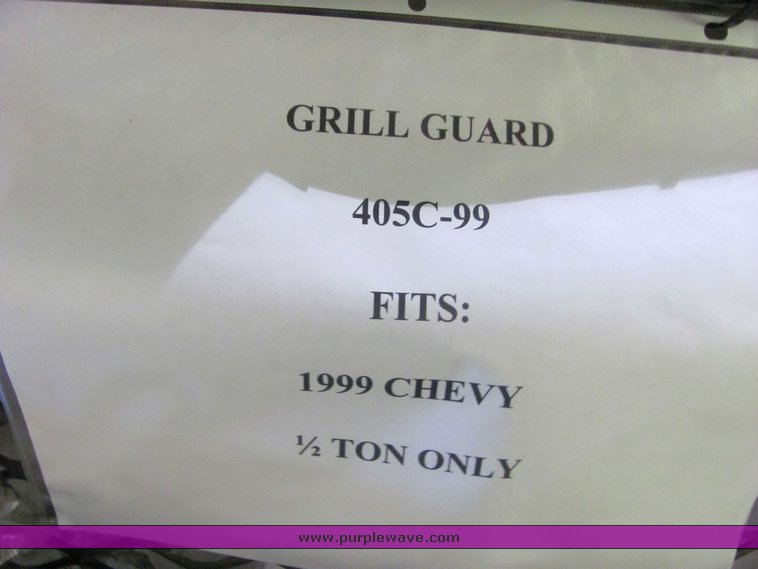 GRILL GUARD
405C-99
FITS:
1999 CHEVY
½ TON ONLY
www.purplewave.com